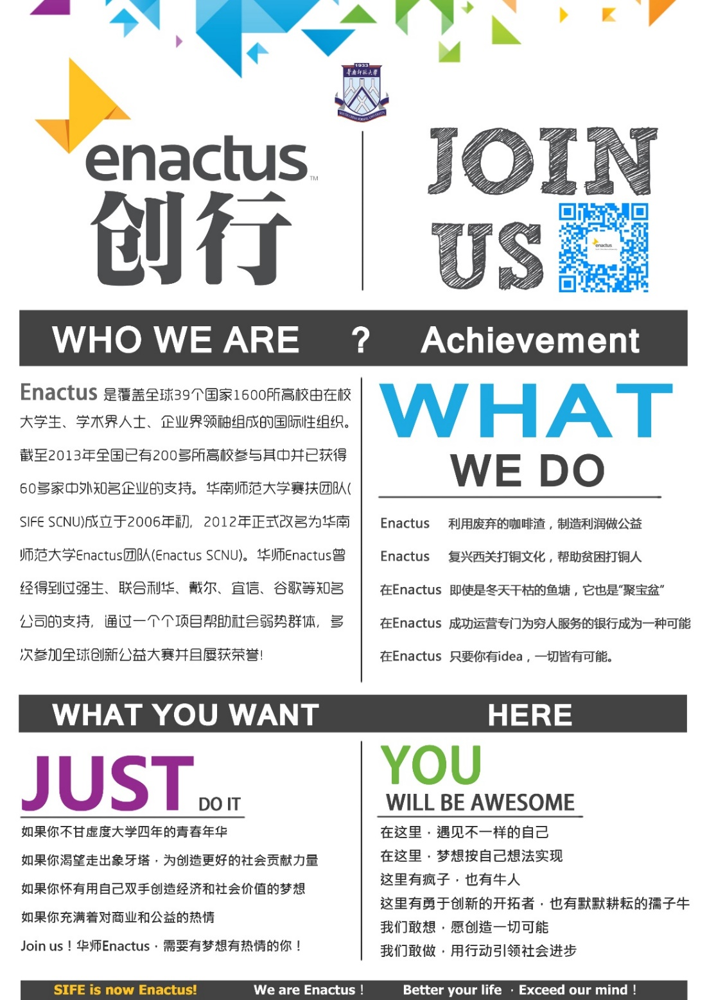 1933
华南师范大学
SOUTH CHINA NORMAL UNIVERSITY
enactus™
创行
JOIN
US
enactus
WHO WE ARE ?
Achievement
Enactus 是覆盖全球39个国家1600所高校由在校
大学生、学术界人士、企业界领袖组成的国际性组织。
截至2013年全国已有200多所高校参与其中并已获得
60多家中外知名企业的支持。华南师范大学赛扶团队(
SIFE SCNU)成立于2006年初, 2012年正式改名为华南
师范大学Enactus团队(Enactus SCNU)。华师Enactus曾
经得到过强生、联合利华、戴尔、宜信、谷歌等知名
公司的支持, 通过一个个项目帮助社会弱势群体, 多
次参加全球创新公益大赛并且屡获荣誉!
WHAT
WE DO
Enactus 利用废弃的咖啡渣，制造利润做公益
Enactus 复兴西关打铜文化，帮助贫困打铜人
在Enactus 即使是冬天干枯的鱼塘，它也是“聚宝盆”
在Enactus 成功运营专门为穷人服务的银行成为一种可能
在Enactus 只要你有idea，一切皆有可能。
WHAT YOU WANT
HERE
JUST
DO IT
如果你不甘虚度大学四年的青春年华
如果你渴望走出象牙塔·为创造更好的社会贡献力量
如果你怀有用自己双手创造经济和社会价值的梦想
如果你充满着对商业和公益的热情
Join us！华师Enactus·需要有梦想有热情的你！
YOU
WILL BE AWESOME
在这里·遇见不一样的自己
在这里·梦想按自己想法实现
这里有疯子·也有牛人
这里有勇于创新的开拓者·也有默默耕耘的孺子牛
我们敢想·愿创造一切可能
我们敢做·用行动引领社会进步
SIFE is now Enactus!
We are Enactus！
Better your life · Exceed our mind！